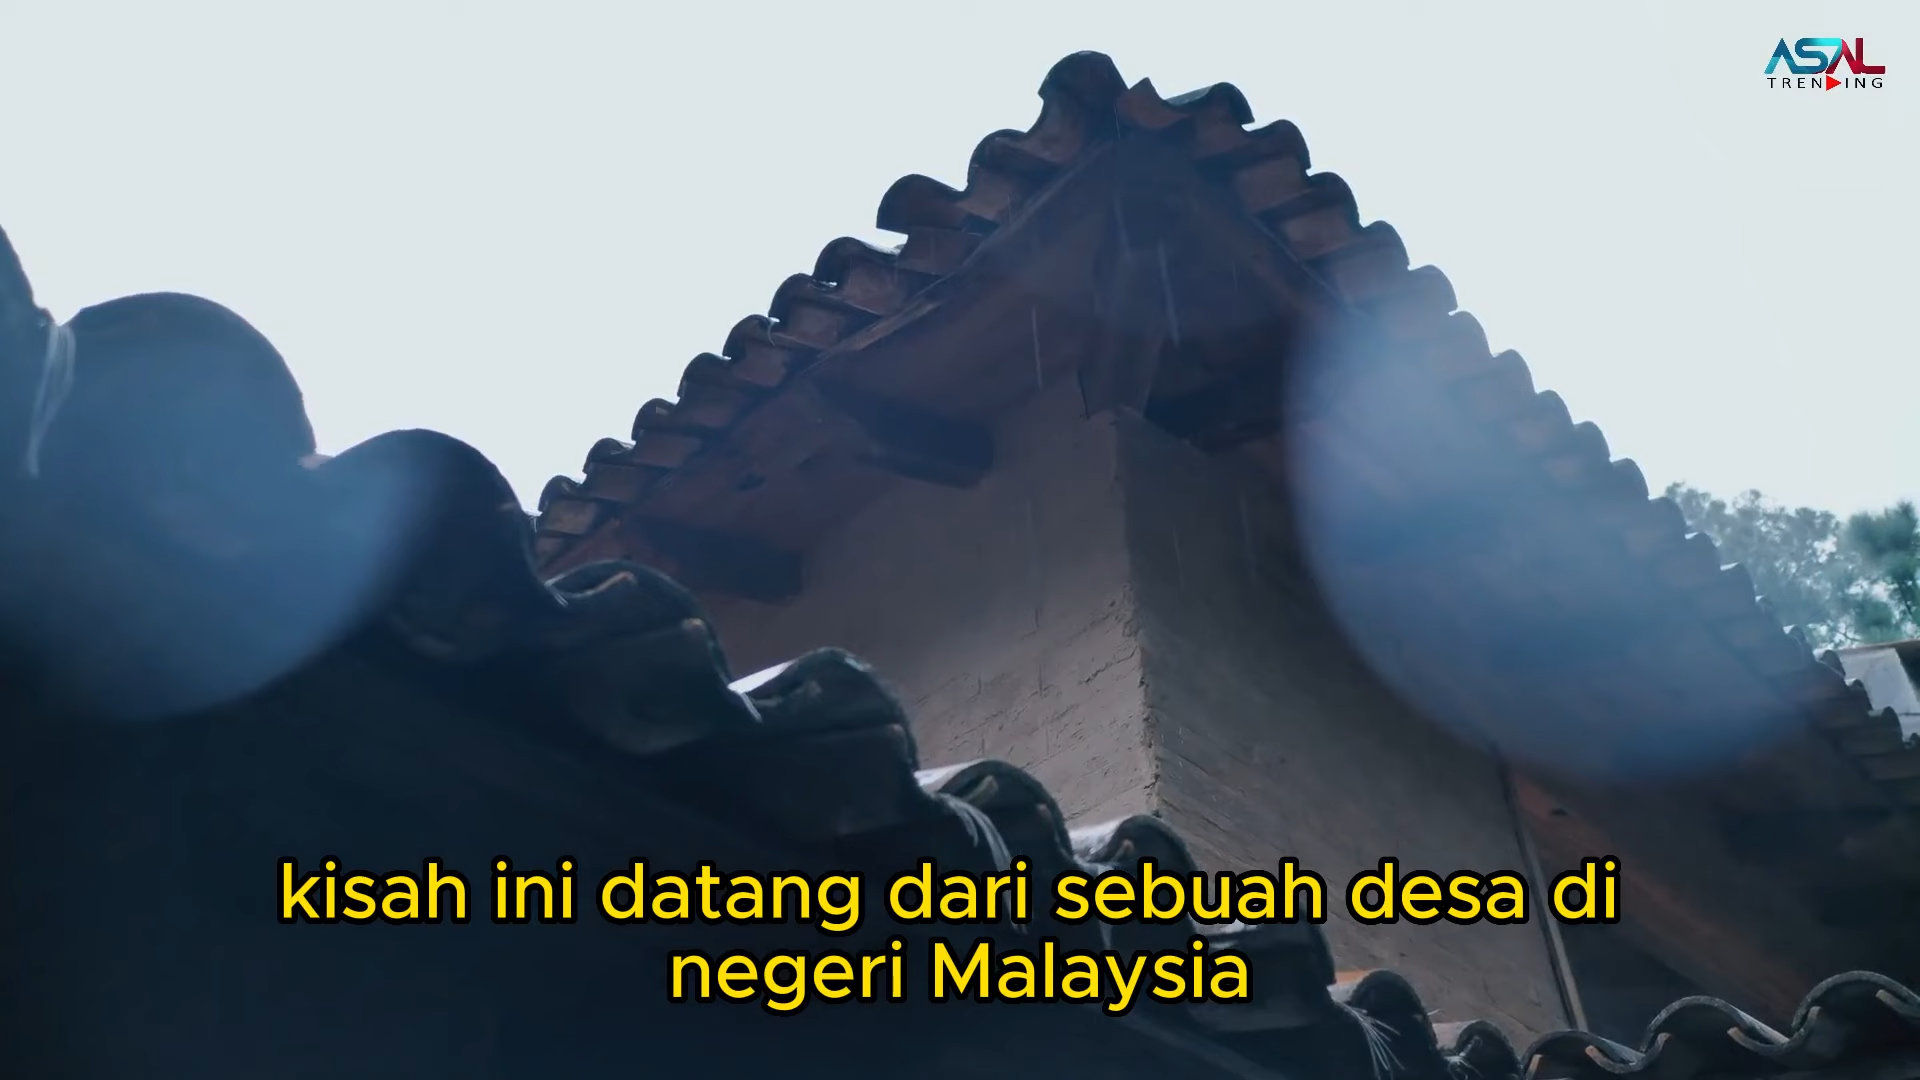 ASAL
TRENDING
kisah ini datang dari sebuah desa di
negeri Malaysia